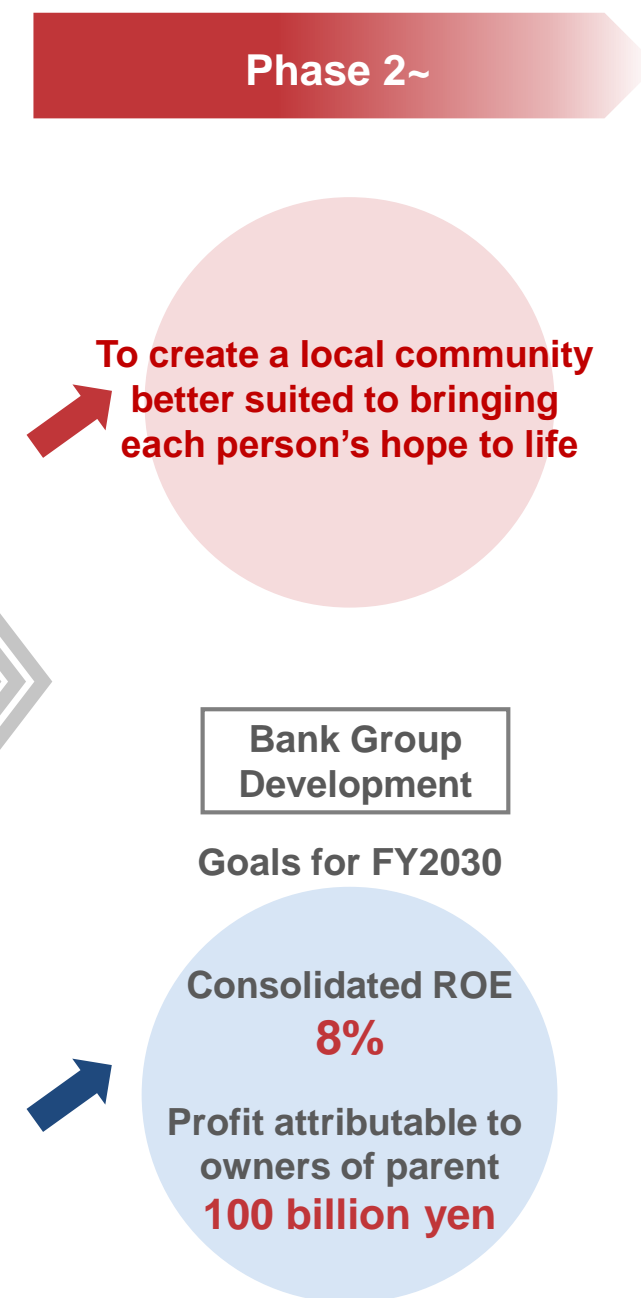 Phase 2~
To create a local community
better suited to bringing
each person’s hope to life
Bank Group
Development
Goals for FY2030
Consolidated ROE
8%
Profit attributable to
owners of parent
100 billion yen